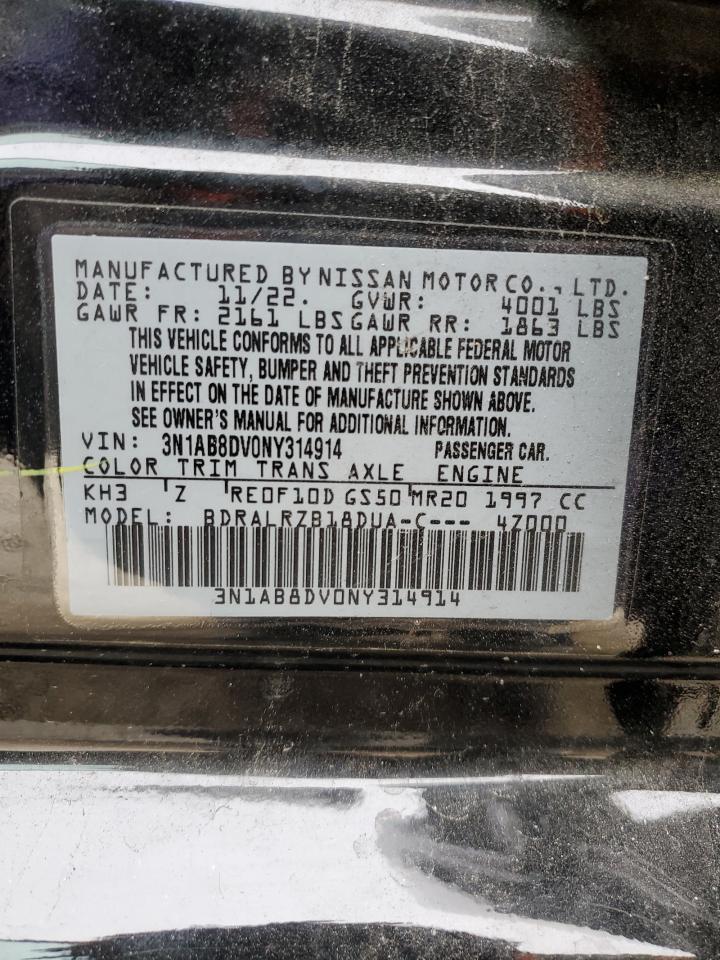 MANUFACTURED BY NISSAN MOTOR CO., LTD.
DATE: 11/22. GVWR: 4001 LBS
GAWR FR: 2161 LBS GAWR RR: 1863 LBS
THIS VEHICLE CONFORMS TO ALL APPLICABLE FEDERAL MOTOR
VEHICLE SAFETY, BUMPER AND THEFT PREVENTION STANDARDS
IN EFFECT ON THE DATE OF MANUFACTURE SHOWN ABOVE.
SEE OWNER'S MANUAL FOR ADDITIONAL INFORMATION.
VIN: 3N1AB8DV0NY314914 PASSENGER CAR.
COLOR TRIM TRANS AXLE ENGINE
KH3 Z RE0F10D GS50 MR20 1997 CC
MODEL: BDRALRZB18DUA-C--- 4Z000
3N1AB8DV0NY314914